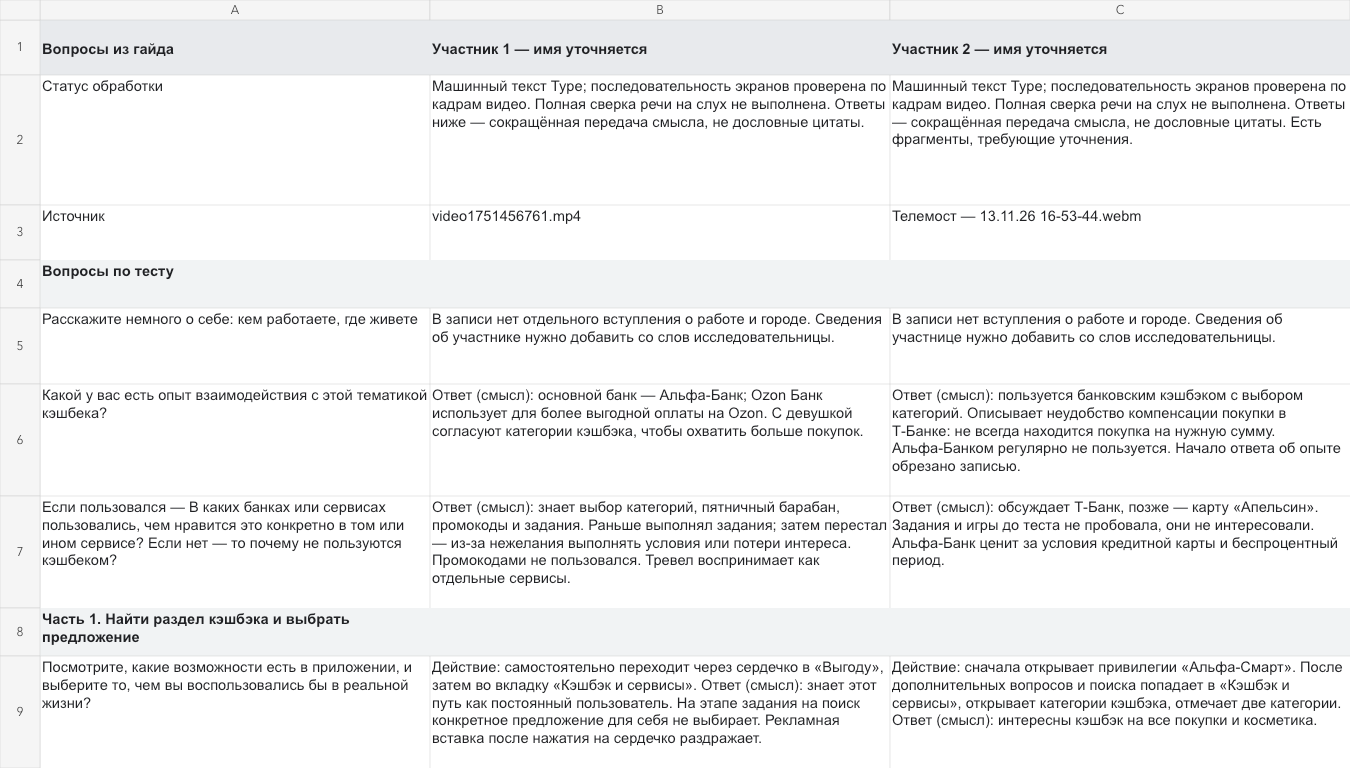 A B C
1 Вопросы из гайда Участник 1 — имя уточняется Участник 2 — имя уточняется
2 Статус обработки
Машинный текст Type; последовательность экранов проверена по
кадрам видео. Полная сверка речи на слух не выполнена. Ответы
ниже — сокращённая передача смысла, не дословные цитаты.
Машинный текст Type; последовательность экранов проверена по
кадрам видео. Полная сверка речи на слух не выполнена. Ответы
— сокращённая передача смысла, не дословные цитаты. Есть
фрагменты, требующие уточнения.
3 Источник video1751456761.mp4 Телемост — 13.11.26 16-53-44.webm
4 Вопросы по тесту
5 Расскажите немного о себе: кем работаете, где живете
В записи нет отдельного вступления о работе и городе. Сведения
об участнике нужно добавить со слов исследовательницы.
В записи нет вступления о работе и городе. Сведения об
участнице нужно добавить со слов исследовательницы.
6 Какой у вас есть опыт взаимодействия с этой тематикой
кэшбека?
Ответ (смысл): основной банк — Альфа-Банк; Ozon Банк
использует для более выгодной оплаты на Ozon. С девушкой
согласуют категории кэшбэка, чтобы охватить больше покупок.
Ответ (смысл): пользуется банковским кэшбэком с выбором
категорий. Описывает неудобство компенсации покупки в
Т-Банке: не всегда находится покупка на нужную сумму.
Альфа-Банком регулярно не пользуется. Начало ответа об опыте
обрезано записью.
7 Если пользовался — В каких банках или сервисах
пользовались, чем нравится это конкретно в том или
ином сервисе? Если нет — то почему не пользуются
кэшбеком?
Ответ (смысл): знает выбор категорий, пятничный барабан,
промокоды и задания. Раньше выполнял задания; затем перестал
— из-за нежелания выполнять условия или потери интереса.
Промокодами не пользовался. Тревел воспринимает как
отдельные сервисы.
Ответ (смысл): обсуждает Т-Банк, позже — карту «Апельсин».
Задания и игры до теста не пробовала, они не интересовали.
Альфа-Банк ценит за условия кредитной карты и беспроцентный
период.
8 Часть 1. Найти раздел кэшбэка и выбрать
предложение
9 Посмотрите, какие возможности есть в приложении, и
выберите то, чем вы воспользовались бы в реальной
жизни?
Действие: самостоятельно переходит через сердечко в «Выгоду»,
затем во вкладку «Кэшбэк и сервисы». Ответ (смысл): знает этот
путь как постоянный пользователь. На этапе задания на поиск
конкретное предложение для себя не выбирает. Рекламная
вставка после нажатия на сердечко раздражает.
Действие: сначала открывает привилегии «Альфа-Смарт». После
дополнительных вопросов и поиска попадает в «Кэшбэк и
сервисы», открывает категории кэшбэка, отмечает две категории.
Ответ (смысл): интересны кэшбэк на все покупки и косметика.